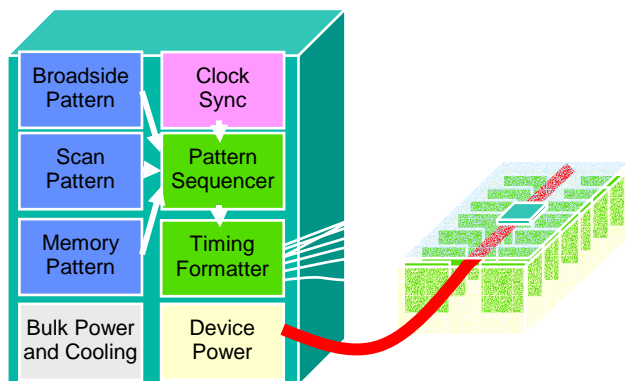 Broadside
Pattern
Clock
Sync
Scan
Pattern
Pattern
Sequencer
Memory
Pattern
Timing
Formatter
Bulk Power
and Cooling
Device
Power